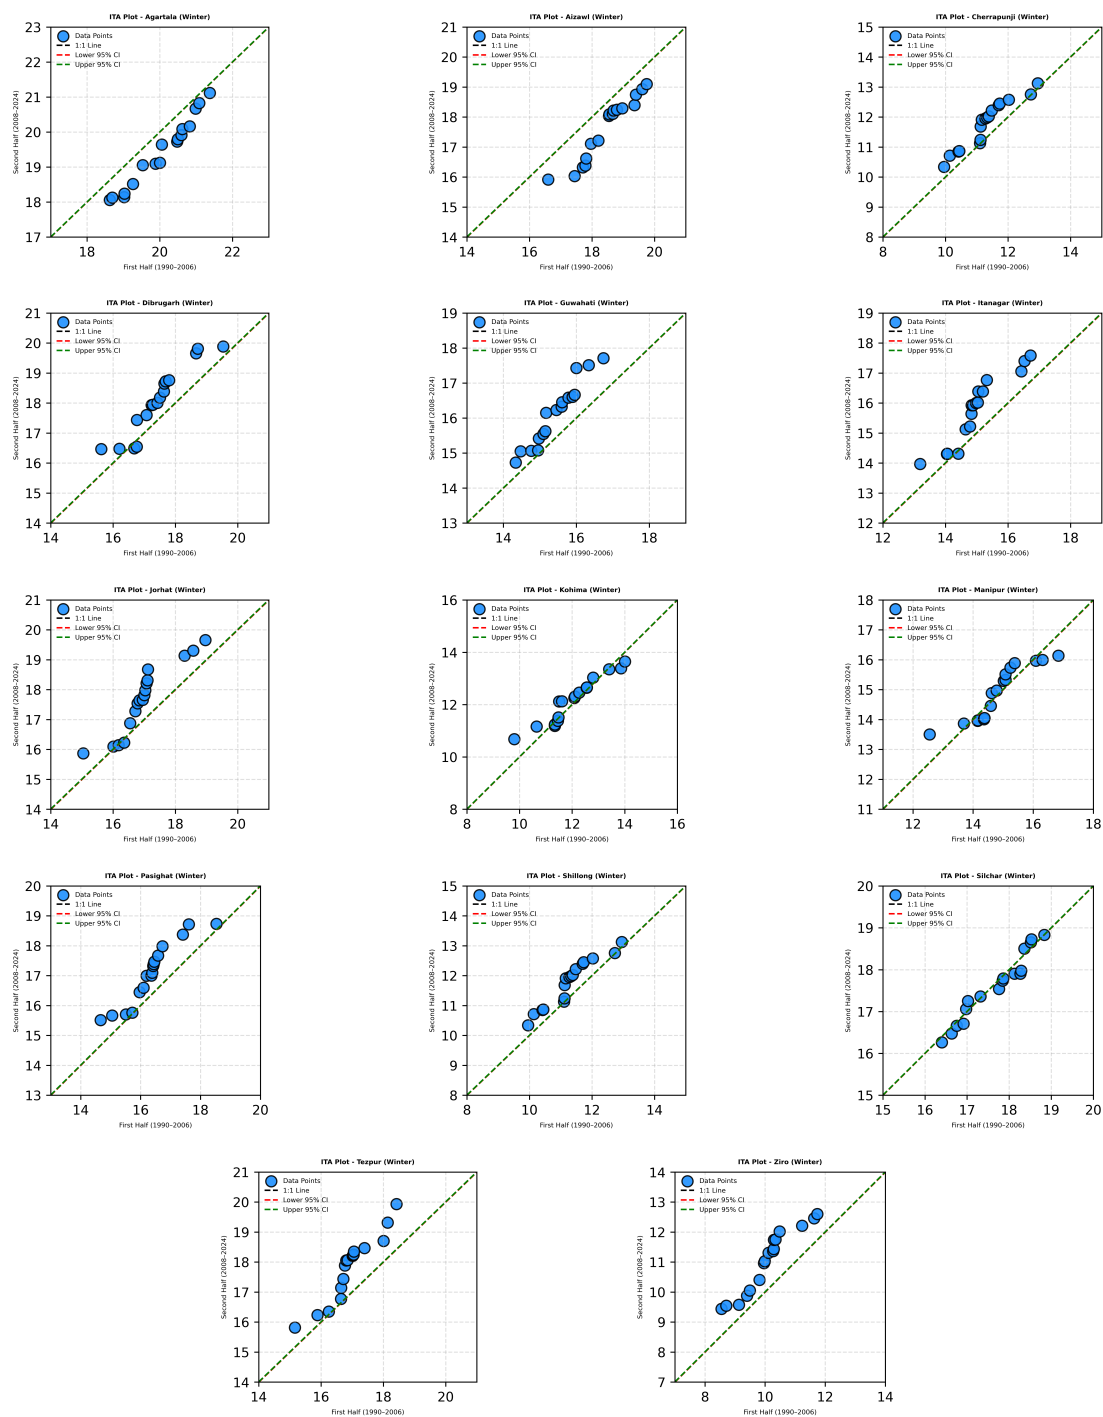 ITA Plot - Agartala (Winter)
Data Points
1:1 Line
Lower 95% CI
Upper 95% CI
23
22
21
20
19
18
17
18 20 22
Second Half (2008–2024)
First Half (1990–2006)
ITA Plot - Aizawl (Winter)
Data Points
1:1 Line
Lower 95% CI
Upper 95% CI
21
20
19
18
17
16
15
14
14 16 18 20
Second Half (2008–2024)
First Half (1990–2006)
ITA Plot - Cherrapunji (Winter)
Data Points
1:1 Line
Lower 95% CI
Upper 95% CI
15
14
13
12
11
10
9
8
8 10 12 14
Second Half (2008–2024)
First Half (1990–2006)
ITA Plot - Dibrugarh (Winter)
Data Points
1:1 Line
Lower 95% CI
Upper 95% CI
21
20
19
18
17
16
15
14
14 16 18 20
Second Half (2008–2024)
First Half (1990–2006)
ITA Plot - Guwahati (Winter)
Data Points
1:1 Line
Lower 95% CI
Upper 95% CI
19
18
17
16
15
14
13
14 16 18
Second Half (2008–2024)
First Half (1990–2006)
ITA Plot - Itanagar (Winter)
Data Points
1:1 Line
Lower 95% CI
Upper 95% CI
19
18
17
16
15
14
13
12
12 14 16 18
Second Half (2008–2024)
First Half (1990–2006)
ITA Plot - Jorhat (Winter)
Data Points
1:1 Line
Lower 95% CI
Upper 95% CI
21
20
19
18
17
16
15
14
14 16 18 20
Second Half (2008–2024)
First Half (1990–2006)
ITA Plot - Kohima (Winter)
Data Points
1:1 Line
Lower 95% CI
Upper 95% CI
16
14
12
10
8
8 10 12 14 16
Second Half (2008–2024)
First Half (1990–2006)
ITA Plot - Manipur (Winter)
Data Points
1:1 Line
Lower 95% CI
Upper 95% CI
18
17
16
15
14
13
12
11
12 14 16 18
Second Half (2008–2024)
First Half (1990–2006)
ITA Plot - Pasighat (Winter)
Data Points
1:1 Line
Lower 95% CI
Upper 95% CI
20
19
18
17
16
15
14
13
14 16 18 20
Second Half (2008–2024)
First Half (1990–2006)
ITA Plot - Shillong (Winter)
Data Points
1:1 Line
Lower 95% CI
Upper 95% CI
15
14
13
12
11
10
9
8
8 10 12 14
Second Half (2008–2024)
First Half (1990–2006)
ITA Plot - Silchar (Winter)
Data Points
1:1 Line
Lower 95% CI
Upper 95% CI
20
19
18
17
16
15
15 16 17 18 19 20
Second Half (2008–2024)
First Half (1990–2006)
ITA Plot - Tezpur (Winter)
Data Points
1:1 Line
Lower 95% CI
Upper 95% CI
21
20
19
18
17
16
15
14
14 16 18 20
Second Half (2008–2024)
First Half (1990–2006)
ITA Plot - Ziro (Winter)
Data Points
1:1 Line
Lower 95% CI
Upper 95% CI
14
13
12
11
10
9
8
7
8 10 12 14
Second Half (2008–2024)
First Half (1990–2006)